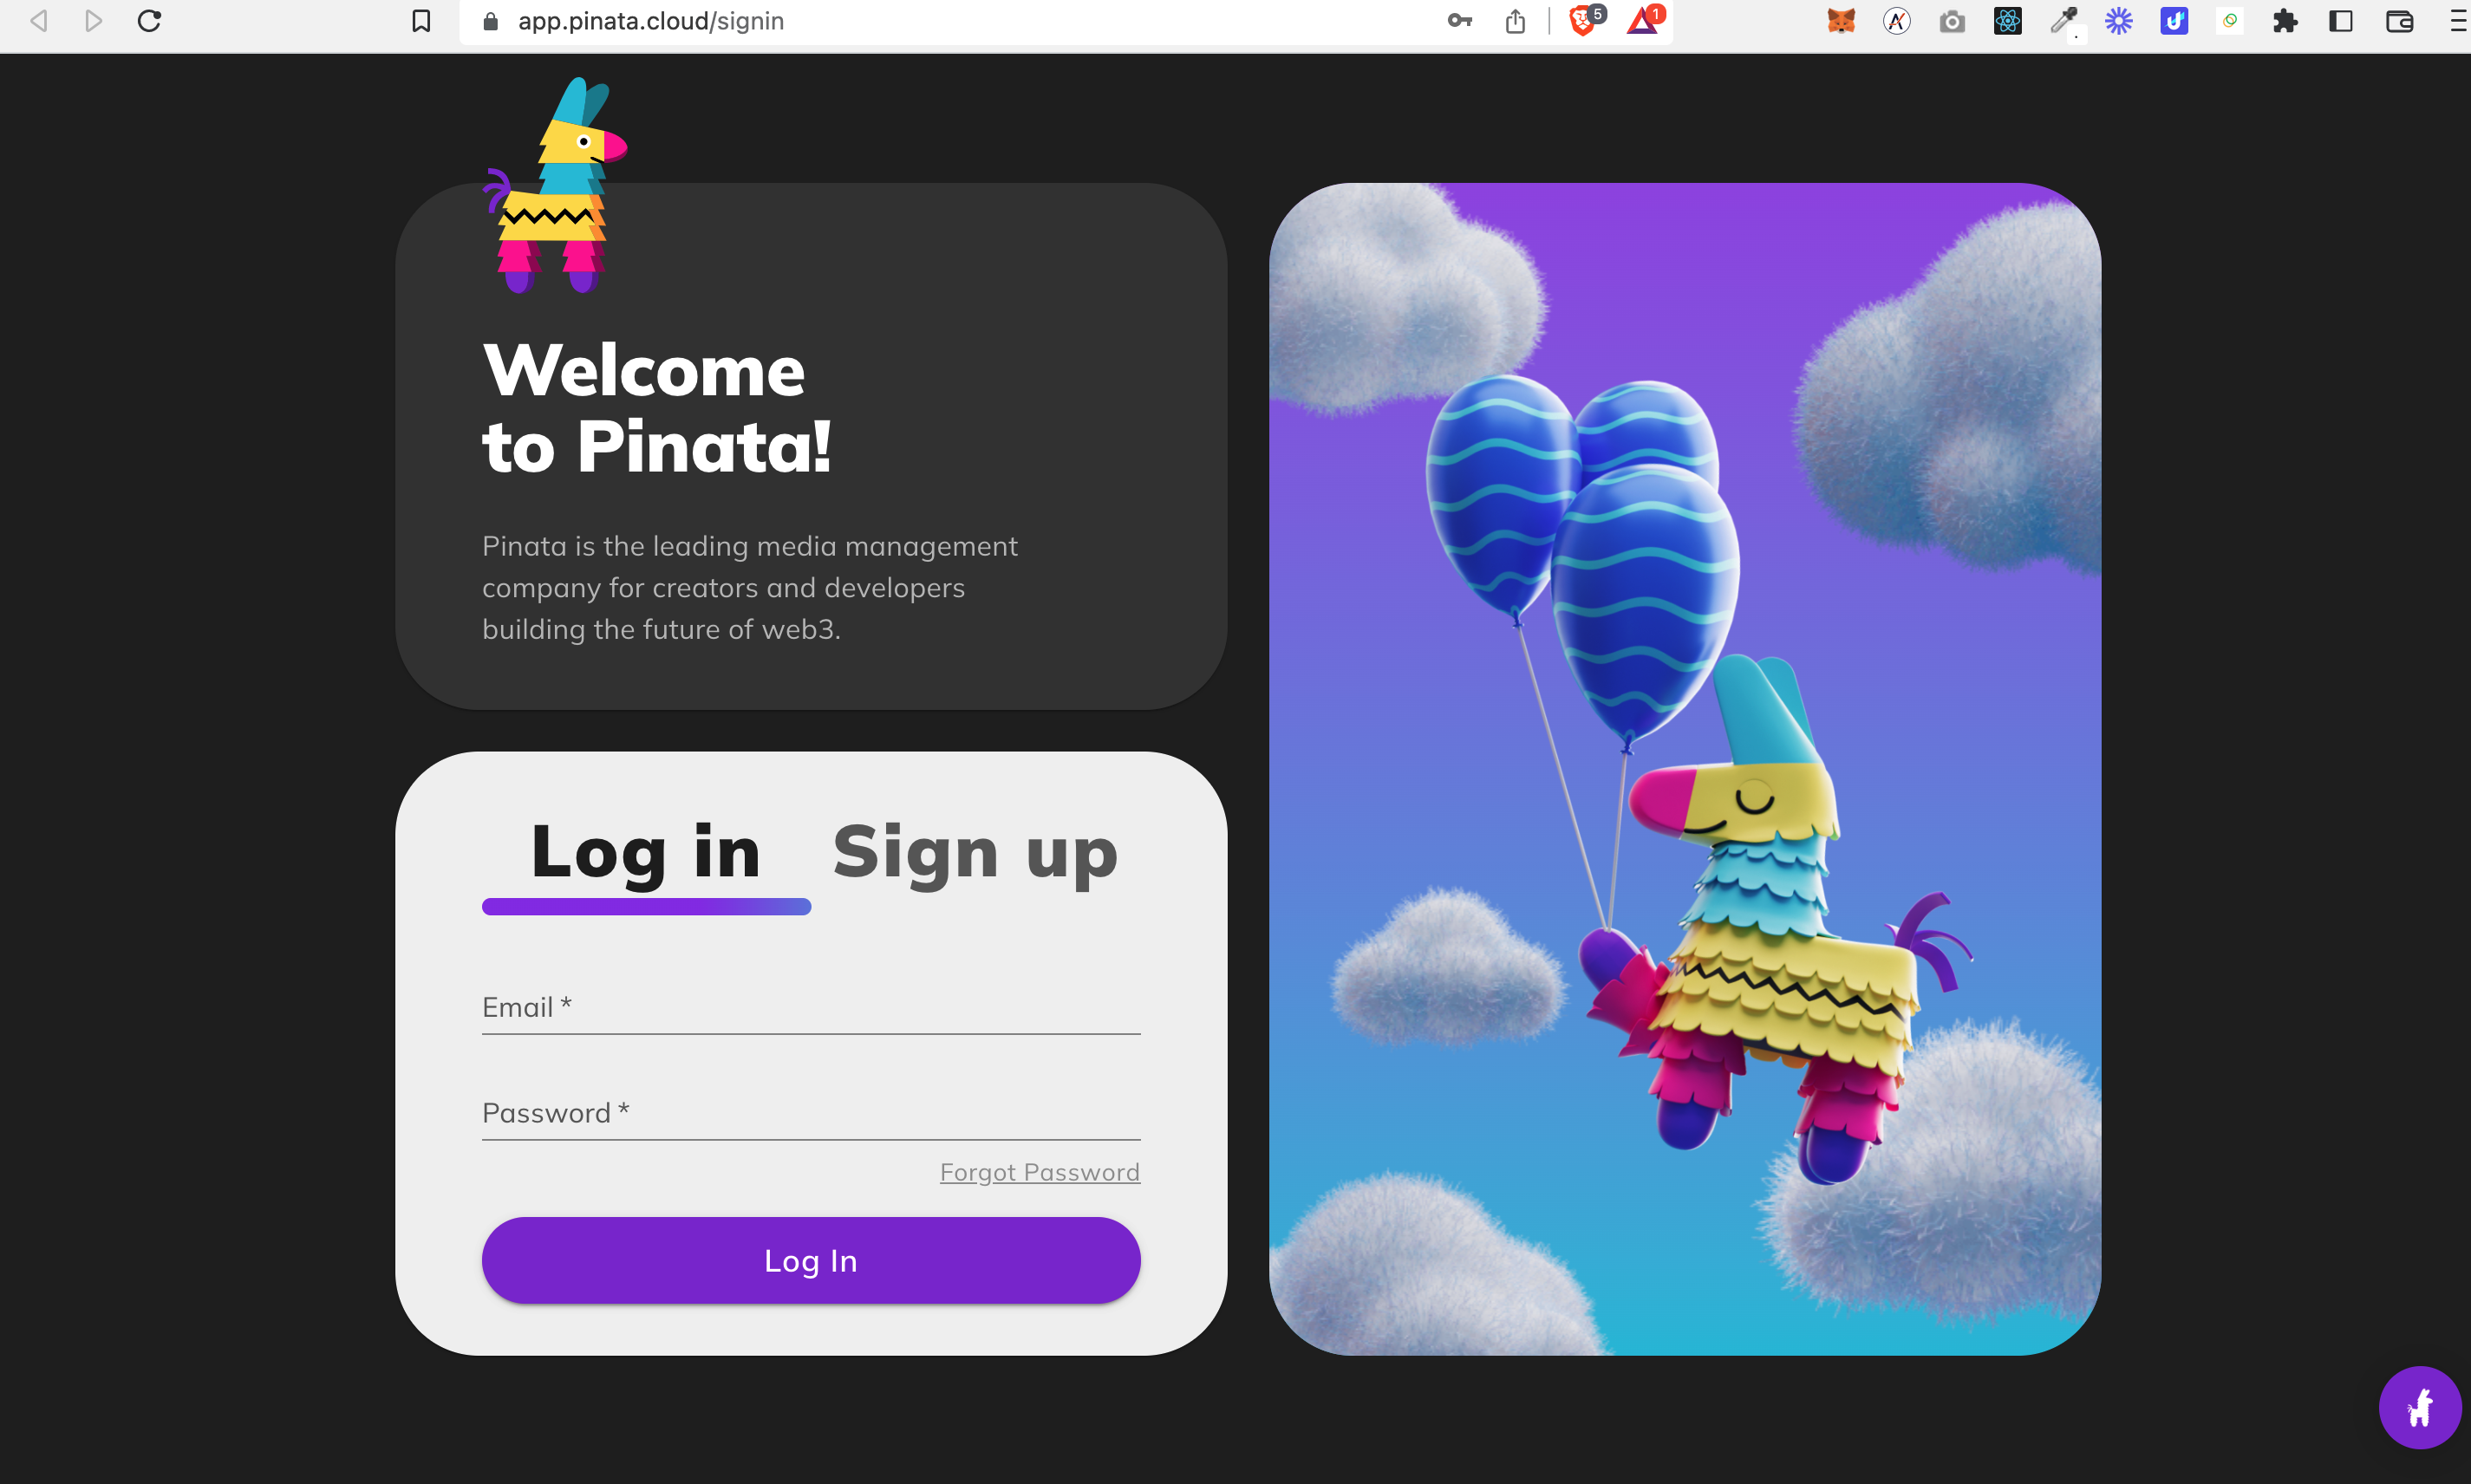 app.pinata.cloud/signin
5
1
Welcome
to Pinata!
Pinata is the leading media management
company for creators and developers
building the future of web3.
Log in
Sign up
Email *
Password *
Forgot Password
Log In